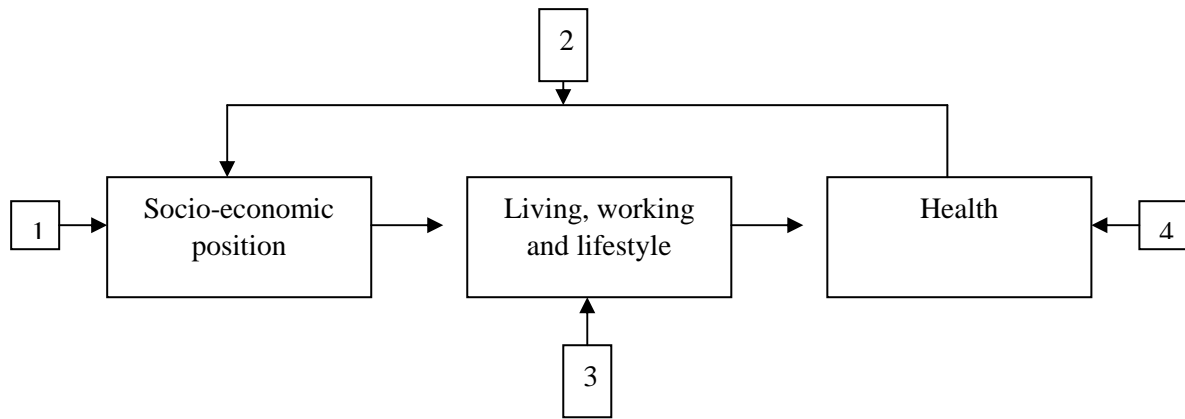 2
1
Socio-economic
position
Living, working
and lifestyle
Health
4
3